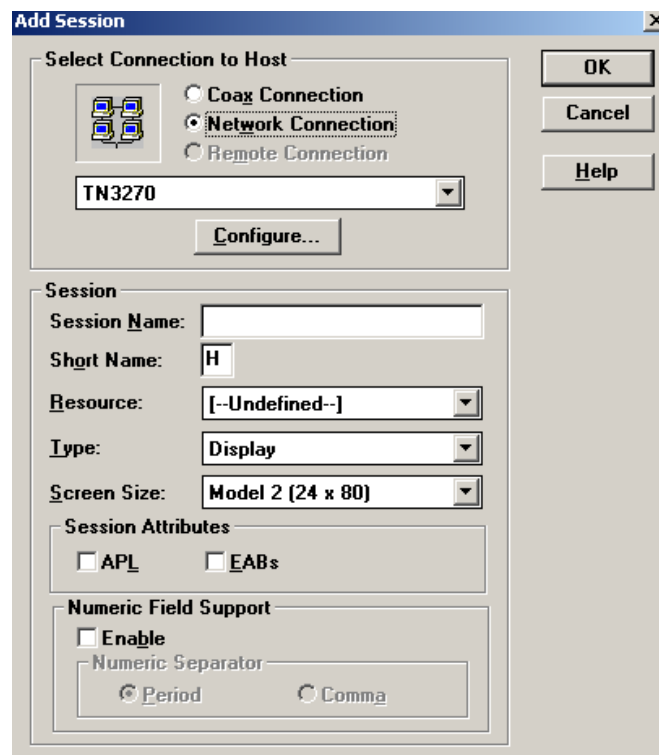 Add Session
Select Connection to Host
Coax Connection
Network Connection
Remote Connection
TN3270
Configure...
OK
Cancel
Help
Session
Session Name:
Short Name: H
Resource: [--Undefined--]
Type: Display
Screen Size: Model 2 (24 x 80)
Session Attributes
APL EABs
Numeric Field Support
Enable
Numeric Separator
Period Comma